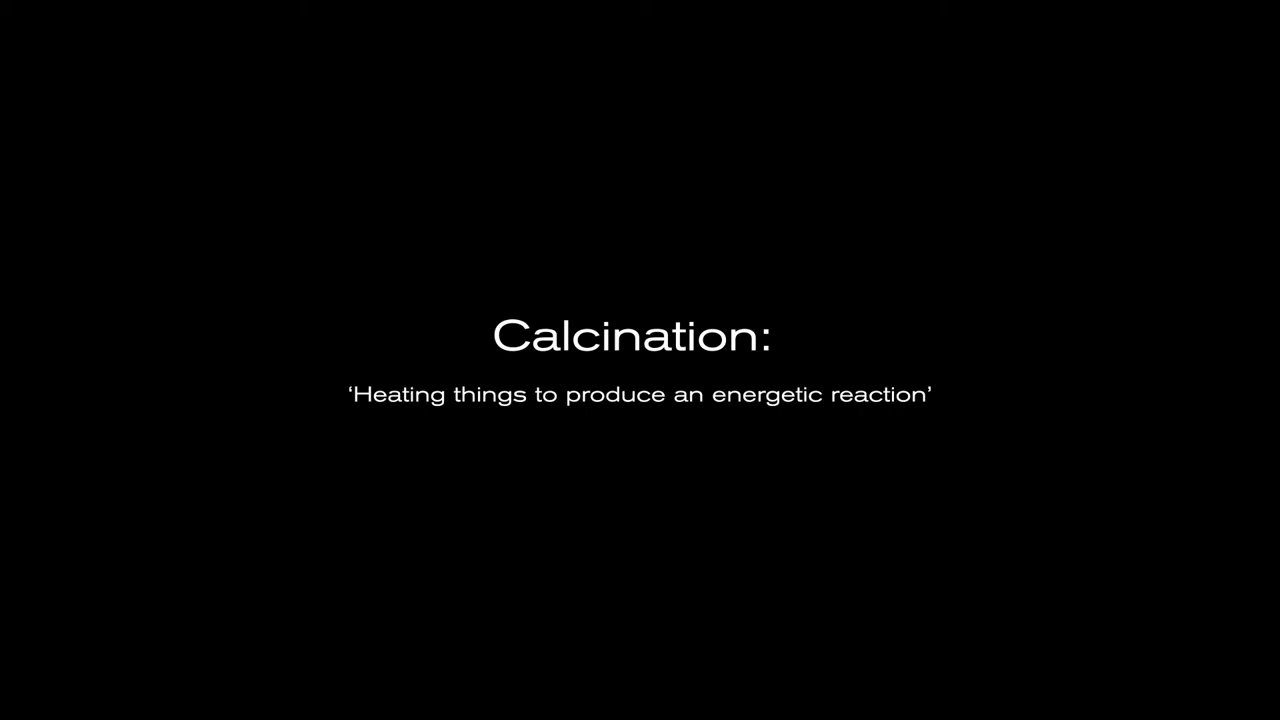 Calcination:
‘Heating things to produce an energetic reaction’